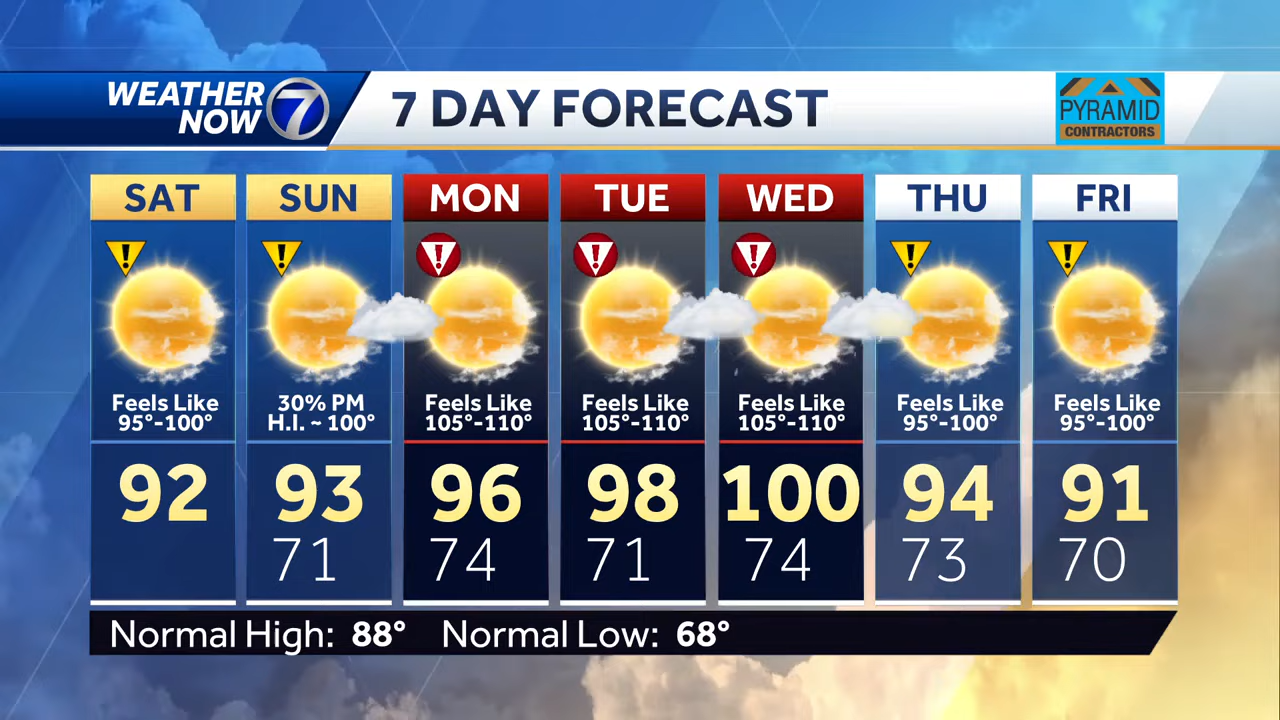 WEATHER
NOW
7
7 DAY FORECAST
PYRAMID
CONTRACTORS
SAT
!
Feels Like
95°-100°
92
SUN
!
30% PM
H.I. ~ 100°
93
71
MON
!
Feels Like
105°-110°
96
74
TUE
!
Feels Like
105°-110°
98
71
WED
!
Feels Like
105°-110°
100
74
THU
!
Feels Like
95°-100°
94
73
FRI
!
Feels Like
95°-100°
91
70
Normal High: 88° Normal Low: 68°